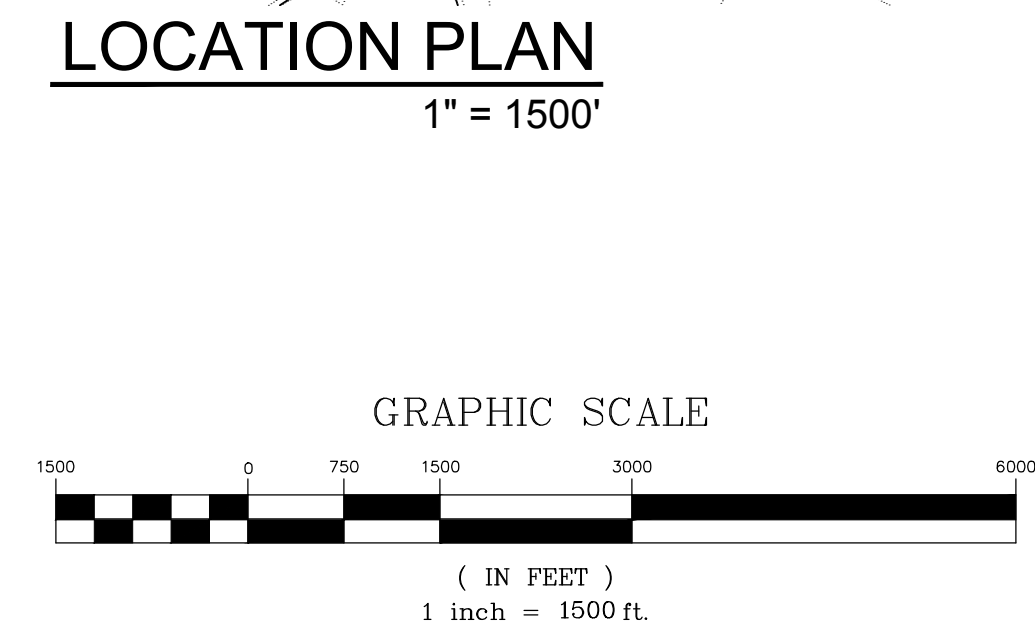 LOCATION PLAN
1" = 1500'
GRAPHIC SCALE
1500 0 750 1500 3000 6000
( IN FEET )
1 inch = 1500 ft.